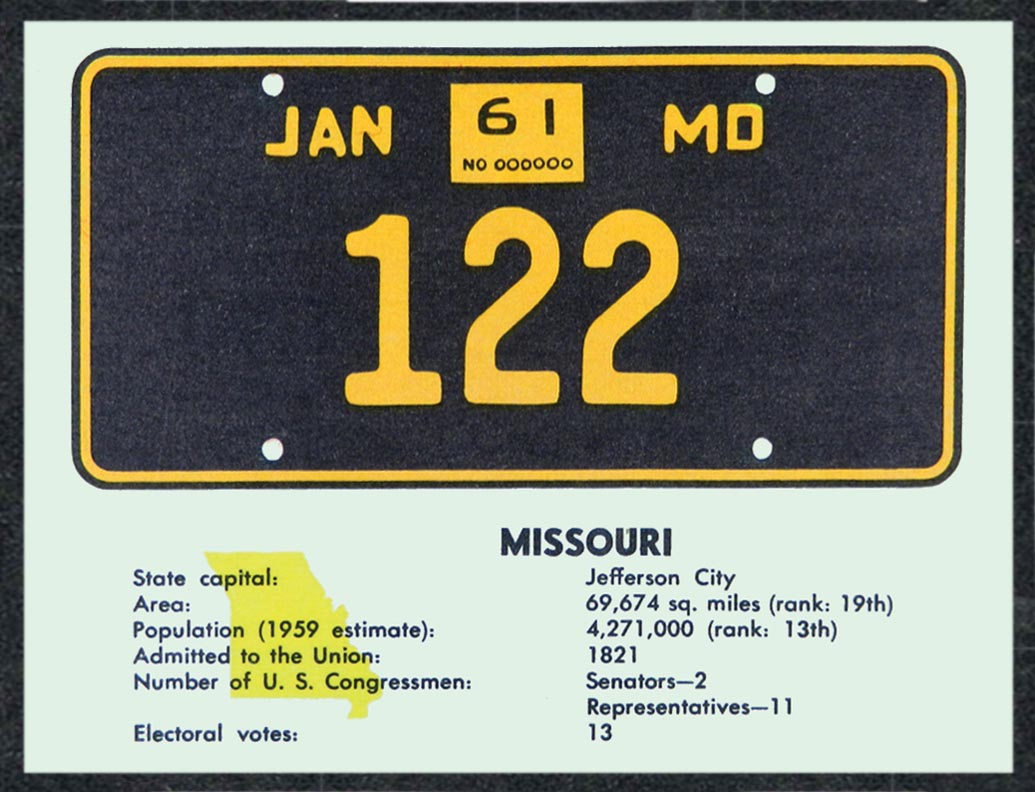 JAN 61 MO
NO 000000
122
MISSOURI
State capital: Jefferson City
Area: 69,674 sq. miles (rank: 19th)
Population (1959 estimate): 4,271,000 (rank: 13th)
Admitted to the Union: 1821
Number of U. S. Congressmen: Senators—2
Representatives—11
Electoral votes: 13